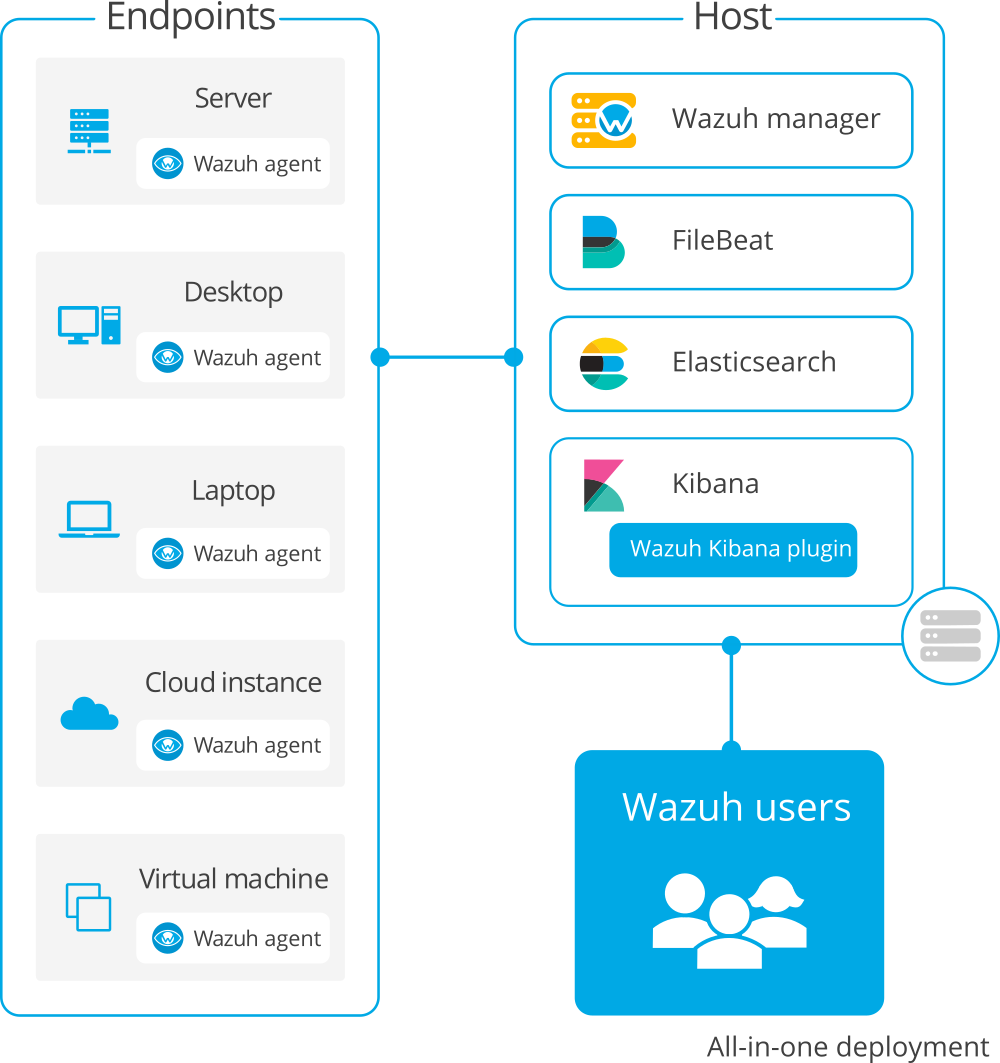 Endpoints
Server
Wazuh agent
Desktop
Wazuh agent
Laptop
Wazuh agent
Cloud instance
Wazuh agent
Virtual machine
Wazuh agent
Host
Wazuh manager
FileBeat
Elasticsearch
Kibana
Wazuh Kibana plugin
Wazuh users
All-in-one deployment